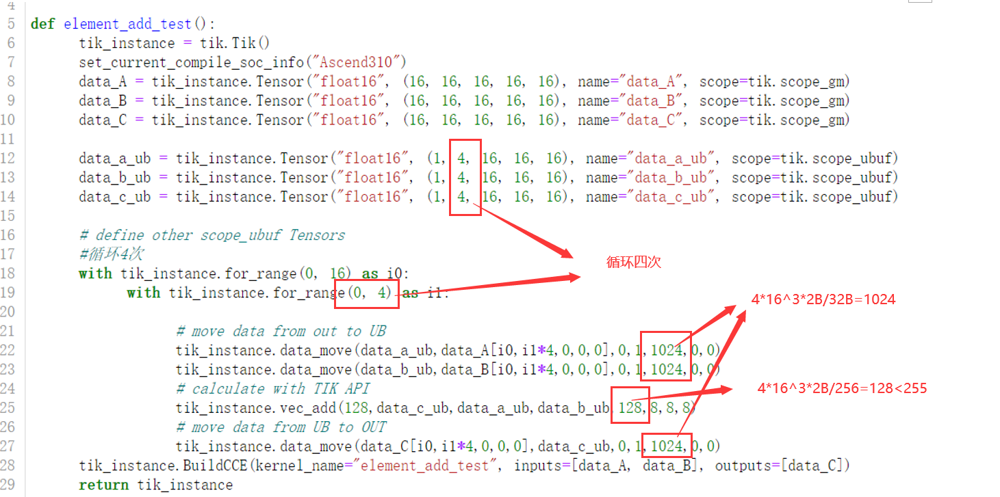 4
5 def element_add_test():
6 tik_instance = tik.Tik()
7 set_current_compile_soc_info("Ascend310")
8 data_A = tik_instance.Tensor("float16", (16, 16, 16, 16, 16), name="data_A", scope=tik.scope_gm)
9 data_B = tik_instance.Tensor("float16", (16, 16, 16, 16, 16), name="data_B", scope=tik.scope_gm)
10 data_C = tik_instance.Tensor("float16", (16, 16, 16, 16, 16), name="data_C", scope=tik.scope_gm)
11
12 data_a_ub = tik_instance.Tensor("float16", (1, 4, 16, 16, 16), name="data_a_ub", scope=tik.scope_ubuf)
13 data_b_ub = tik_instance.Tensor("float16", (1, 4, 16, 16, 16), name="data_b_ub", scope=tik.scope_ubuf)
14 data_c_ub = tik_instance.Tensor("float16", (1, 4, 16, 16, 16), name="data_c_ub", scope=tik.scope_ubuf)
15
16 # define other scope_ubuf Tensors
17 #循环4次
循环四次
18 with tik_instance.for_range(0, 16) as i0:
19 with tik_instance.for_range(0, 4) as i1:
4*16^3*2B/32B=1024
20
21 # move data from out to UB
22 tik_instance.data_move(data_a_ub,data_A[i0,i1*4,0,0,0],0,1,1024,0,0)
23 tik_instance.data_move(data_b_ub,data_B[i0,i1*4,0,0,0],0,1,1024,0,0)
24 # calculate with TIK API
4*16^3*2B/256=128<255
25 tik_instance.vec_add(128,data_c_ub,data_a_ub,data_b_ub,128,8,8,8)
26 # move data from UB to OUT
27 tik_instance.data_move(data_C[i0,i1*4,0,0,0],data_c_ub,0,1,1024,0,0)
28 tik_instance.BuildCCE(kernel_name="element_add_test", inputs=[data_A, data_B], outputs=[data_C])
29 return tik_instance